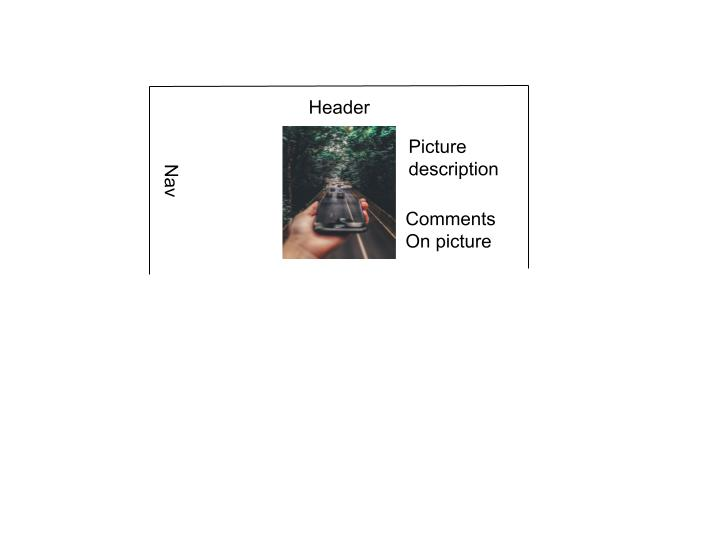 Header
Nav
Picture
description
Comments
On picture